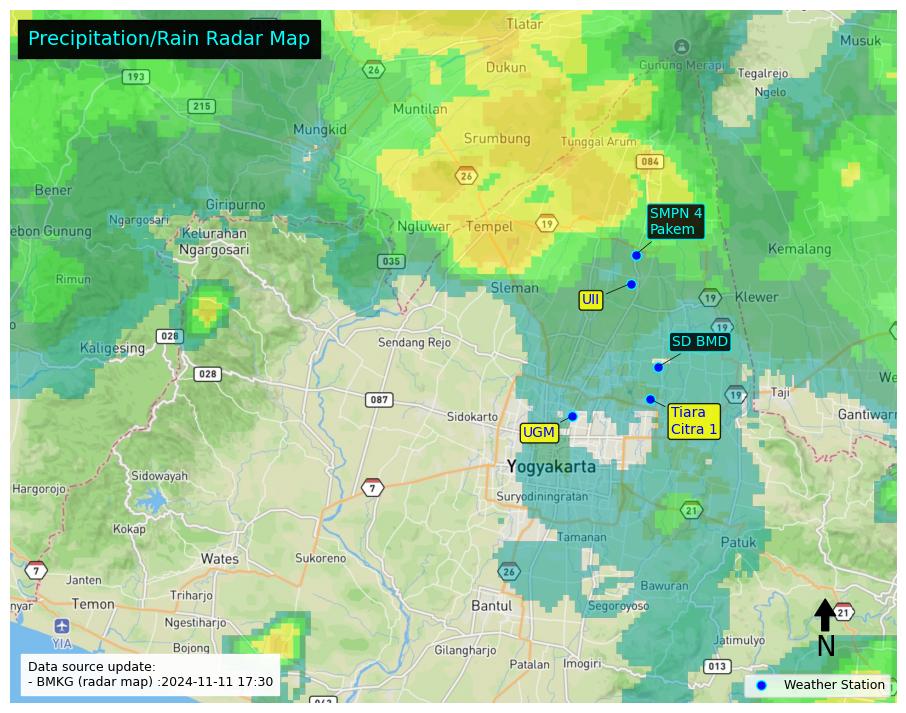 Precipitation/Rain Radar Map
Tlatar
Musuk
26
Dukun
Gunung Merapi
Tegalrejo
193
Ngelo
215
Muntilan
Mungkid
Srumbung
Tunggal Arum
084
26
Bener
Giripurno
SMPN 4
Pakem
Ngargosari
Ngluwar
Tempel
19
ebon Gunung
Kelurahan
Ngargosari
Kemalang
035
Rimun
Sleman
UII
19
Klewer
028
19
Kaligesing
Sendang Rejo
SD BMD
028
We
087
19
Taji
Sidokarto
Tiara
Citra 1
Gantiwar
UGM
Yogyakarta
Sidowayah
Hargorojo
7
Suryodiningratan
21
Kokap
Tamanan
Patuk
Wates
Sukoreno
7
Janten
26
Bawuran
Triharjo
nyar
Temon
Bantul
Segoroyoso
21
Ngestiharjo
YIA
N
Bojong
Gilangharjo
Jatimulyo
Patalan
Imogiri
013
Data source update:
- BMKG (radar map) :2024-11-11 17:30
Weather Station